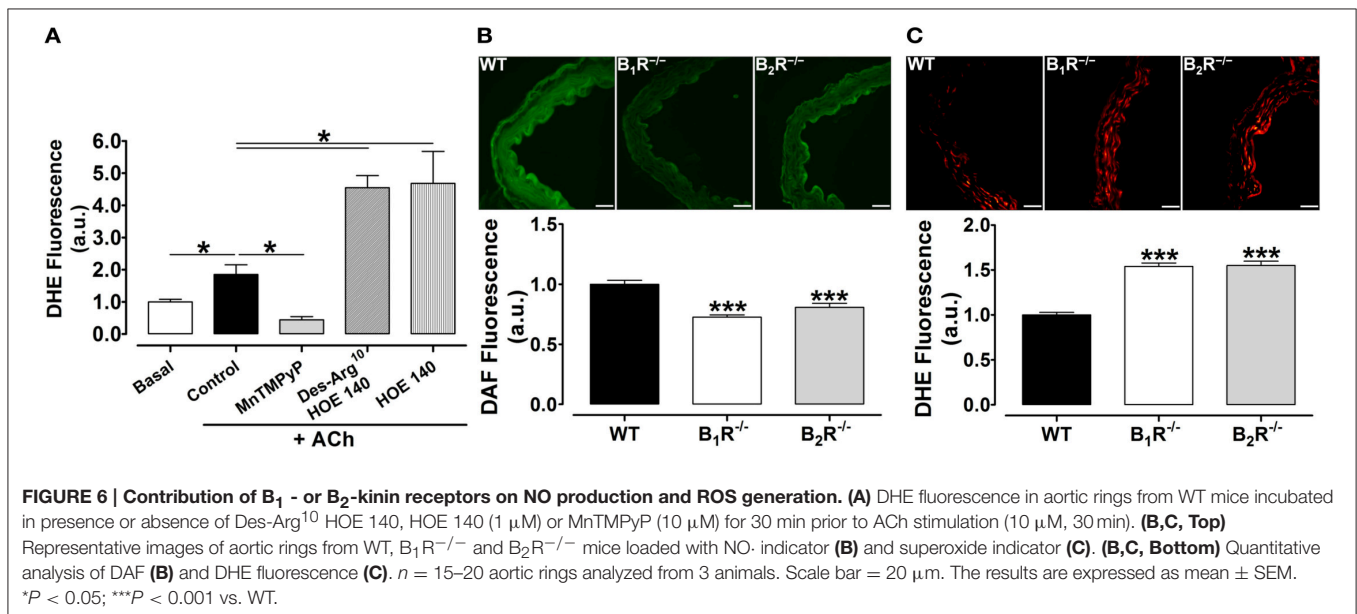 A
DHE Fluorescence
(a.u.)
6.0
5.0
4.0
3.0
2.0
1.0
0.0
*
*
*
Basal
Control
MnTMPyP
Des-Arg¹⁰
HOE 140
HOE 140
+ ACh
B
WT
B₁R⁻/⁻
B₂R⁻/⁻
DAF Fluorescence
(a.u.)
1.5
1.0
0.5
0.0
***
***
WT
B₁R⁻/⁻
B₂R⁻/⁻
C
WT
B₁R⁻/⁻
B₂R⁻/⁻
DHE Fluorescence
(a.u.)
2.0
1.5
1.0
0.5
0.0
***
***
WT
B₁R⁻/⁻
B₂R⁻/⁻
FIGURE 6 | Contribution of B₁ - or B₂-kinin receptors on NO production and ROS generation. (A) DHE fluorescence in aortic rings from WT mice incubated
in presence or absence of Des-Arg¹⁰ HOE 140, HOE 140 (1 μM) or MnTMPyP (10 μM) for 30 min prior to ACh stimulation (10 μM, 30 min). (B,C, Top)
Representative images of aortic rings from WT, B₁R⁻/⁻ and B₂R⁻/⁻ mice loaded with NO· indicator (B) and superoxide indicator (C). (B,C, Bottom) Quantitative
analysis of DAF (B) and DHE fluorescence (C). n = 15–20 aortic rings analyzed from 3 animals. Scale bar = 20 μm. The results are expressed as mean ± SEM.
*P < 0.05; ***P < 0.001 vs. WT.